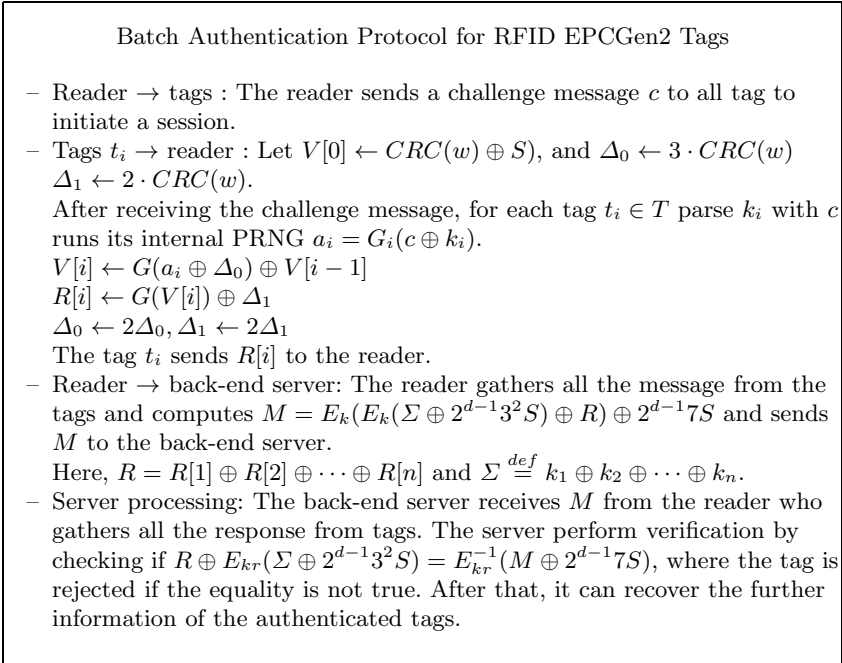 Batch Authentication Protocol for RFID EPCGen2 Tags
– Reader → tags : The reader sends a challenge message c to all tag to
initiate a session.
– Tags t_i → reader : Let V[0] ← CRC(w) ⊕ S), and Δ_0 ← 3 · CRC(w)
Δ_1 ← 2 · CRC(w).
After receiving the challenge message, for each tag t_i ∈ T parse k_i with c
runs its internal PRNG a_i = G_i(c ⊕ k_i).
V[i] ← G(a_i ⊕ Δ_0) ⊕ V[i − 1]
R[i] ← G(V[i]) ⊕ Δ_1
Δ_0 ← 2Δ_0, Δ_1 ← 2Δ_1
The tag t_i sends R[i] to the reader.
– Reader → back-end server: The reader gathers all the message from the
tags and computes M = E_k(E_k(Σ ⊕ 2^{d−1}3^2S) ⊕ R) ⊕ 2^{d−1}7S and sends
M to the back-end server.
Here, R = R[1] ⊕ R[2] ⊕ · · · ⊕ R[n] and Σ \stackrel{def}{=} k_1 ⊕ k_2 ⊕ · · · ⊕ k_n.
– Server processing: The back-end server receives M from the reader who
gathers all the response from tags. The server perform verification by
checking if R ⊕ E_{kr}(Σ ⊕ 2^{d−1}3^2S) = E_{kr}^{−1}(M ⊕ 2^{d−1}7S), where the tag is
rejected if the equality is not true. After that, it can recover the further
information of the authenticated tags.